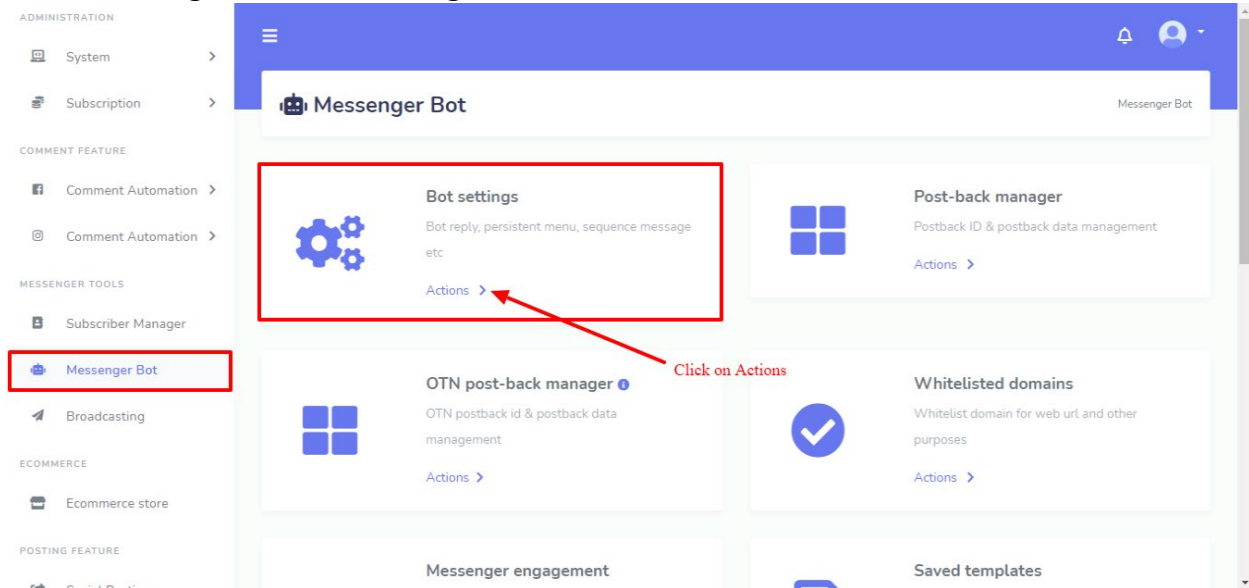 ADMINISTRATION
System
Subscription
COMMENT FEATURE
Comment Automation
Comment Automation
MESSENGER TOOLS
Subscriber Manager
Messenger Bot
Broadcasting
ECOMMERCE
Ecommerce store
POSTING FEATURE
Messenger Bot
Messenger Bot
Bot settings
Bot reply, persistent menu, sequence message
etc
Actions
Post-back manager
Postback ID & postback data management
Actions
Click on Actions
OTN post-back manager
OTN postback id & postback data
management
Actions
Whitelisted domains
Whitelist domain for web url and other
purposes
Actions
Messenger engagement
Saved templates